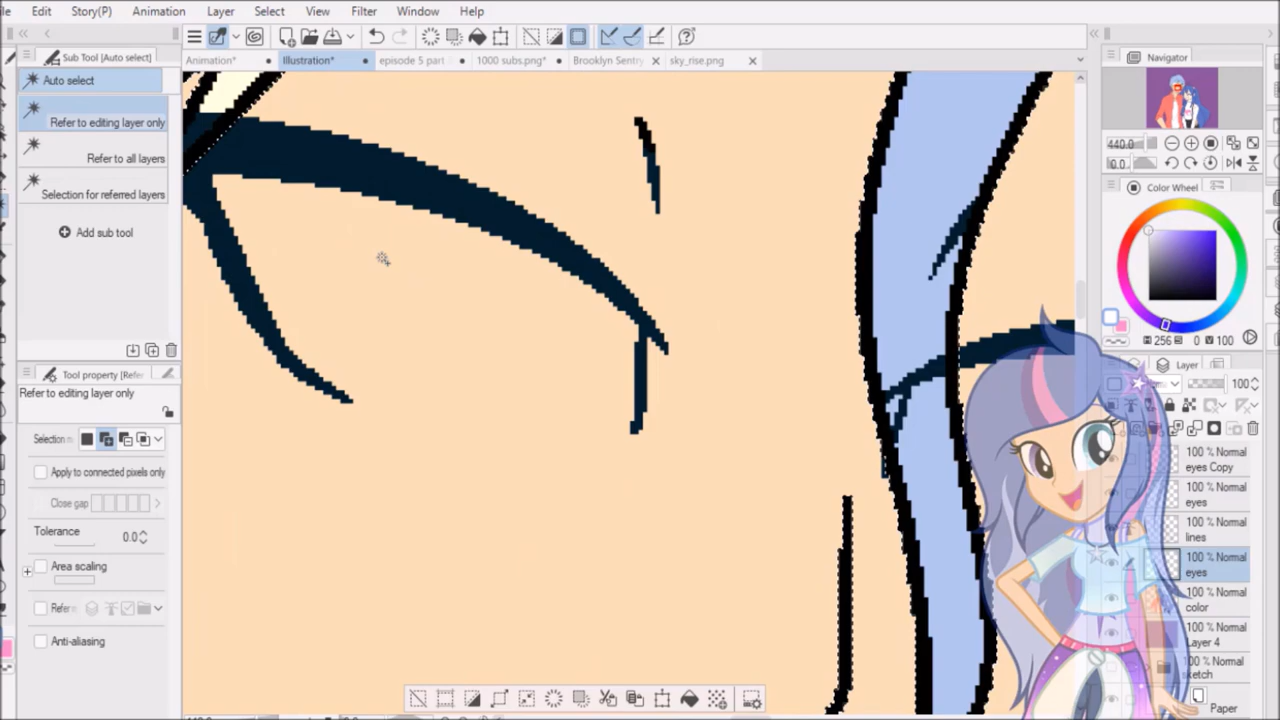 Edit Story(P) Animation Layer Select View Filter Window Help
Sub Tool [Auto select]
Auto select
Refer to editing layer only
Refer to all layers
Selection for referred layers
Add sub tool
Tool property [Refer
Refer to editing layer only
Selection m
Apply to connected pixels only
Close gap
Tolerance 0.0
Area scaling
Refer
Anti-aliasing
Animation* Illustration* episode 5 part 1000 subs.png* Brooklyn Sentry sky_rise.png
Navigator
440.0
0.0
Color Wheel
H 256 S 0 V 100
Layer
100
100 % Normal
eyes Copy
100 % Normal
eyes
100 % Normal
lines
100 % Normal
eyes
100 % Normal
color
100 % Normal
Layer 4
100 % Normal
sketch
Paper